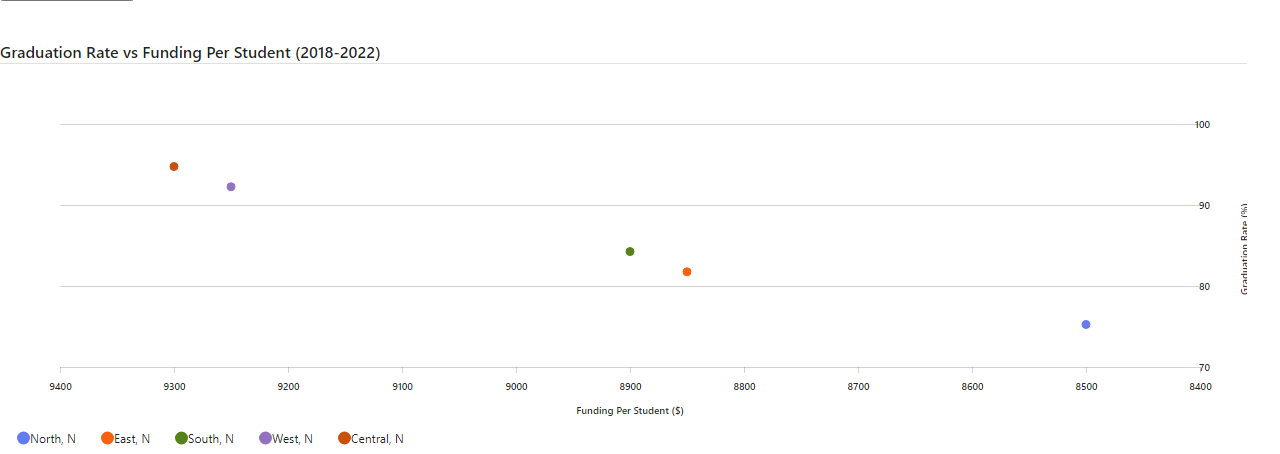 Graduation Rate vs Funding Per Student (2018-2022)
100
90
80
70
Graduation Rate (%)
9400 9300 9200 9100 9000 8900 8800 8700 8600 8500 8400
Funding Per Student ($)
North, N East, N South, N West, N Central, N